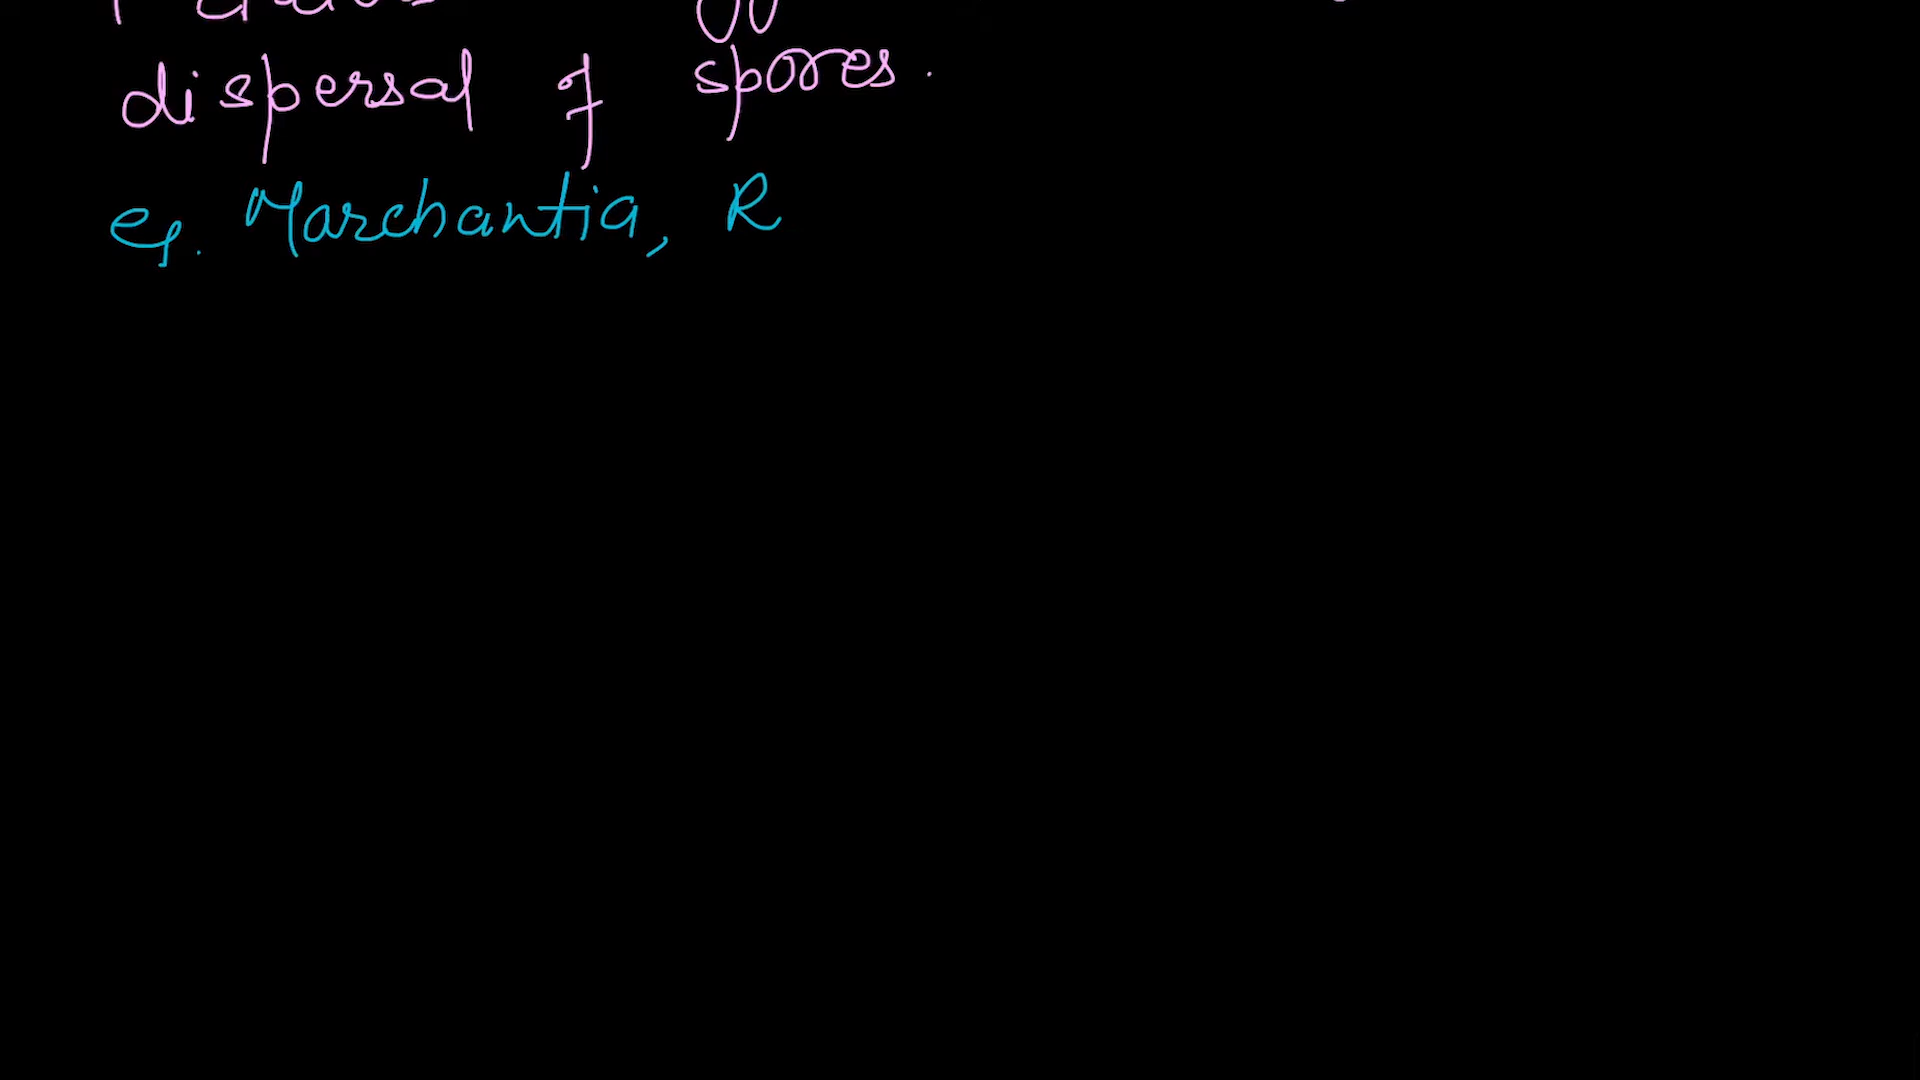 dispersal of spores.
eg. Marchantia, R